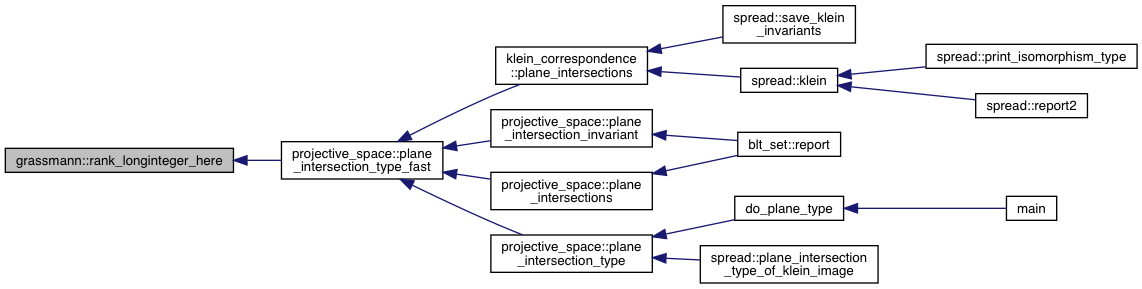 spread::save_klein
_invariants
klein_correspondence
::plane_intersections
spread::print_isomorphism_type
spread::klein
spread::report2
projective_space::plane
_intersection_invariant
blt_set::report
grassmann::rank_longinteger_here
projective_space::plane
_intersection_type_fast
projective_space::plane
_intersections
do_plane_type
main
projective_space::plane
_intersection_type
spread::plane_intersection
_type_of_klein_image